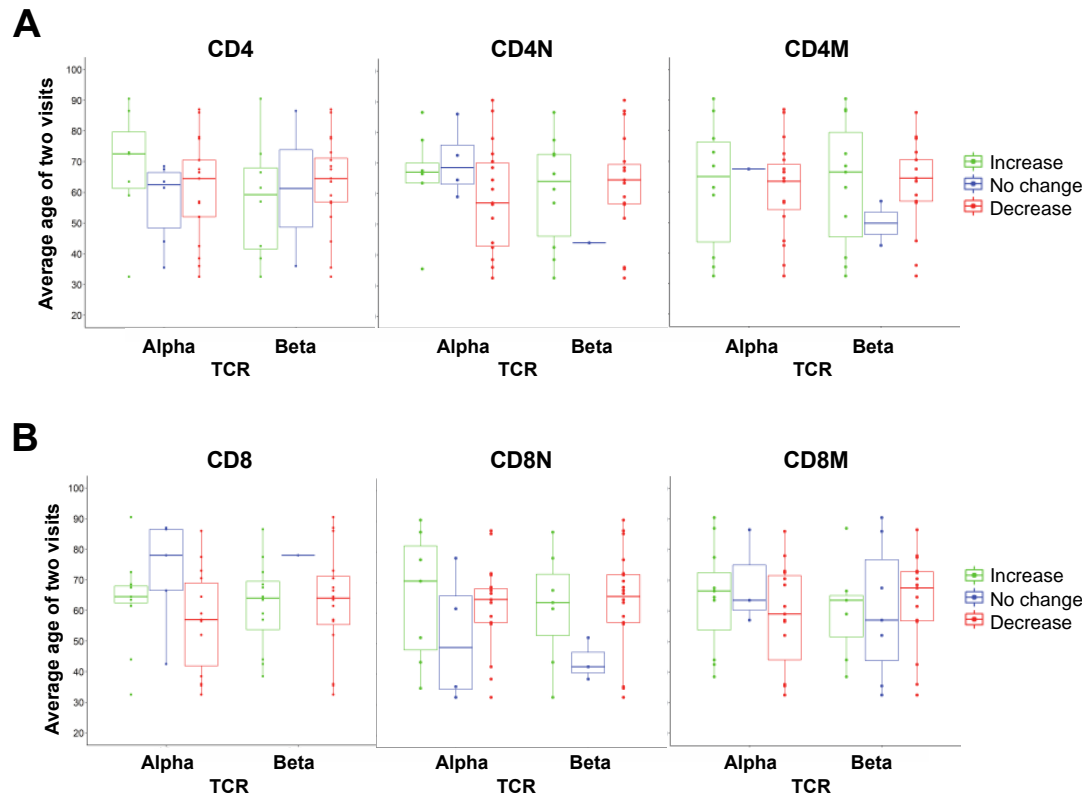 A
CD4 CD4N CD4M
Average age of two visits
100
90
80
70
60
50
40
30
20
Increase
No change
Decrease
Alpha Beta Alpha Beta Alpha Beta
TCR TCR TCR
B
CD8 CD8N CD8M
Average age of two visits
100
90
80
70
60
50
40
30
20
Increase
No change
Decrease
Alpha Beta Alpha Beta Alpha Beta
TCR TCR TCR